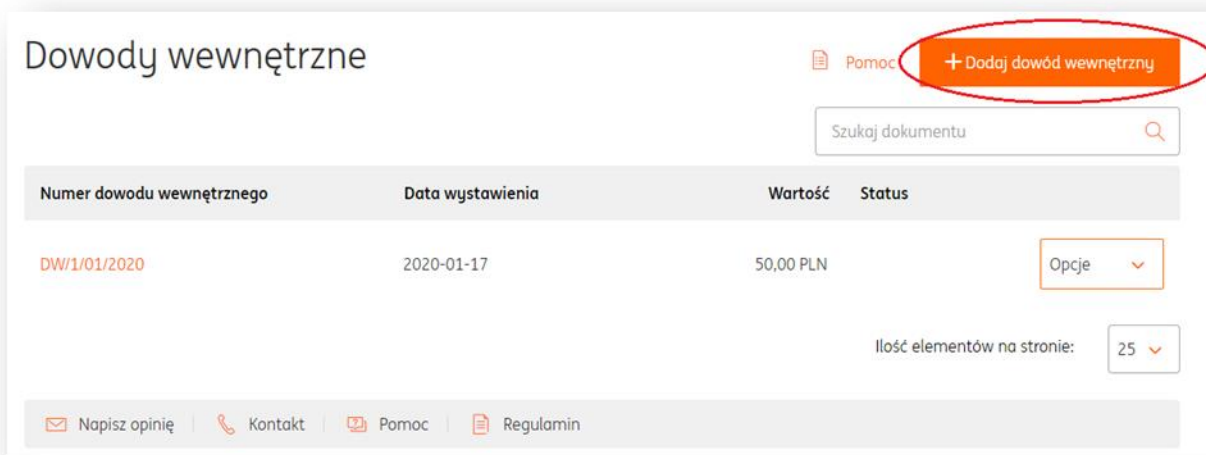 Dowody wewnętrzne
Pomoc
+ Dodaj dowód wewnętrzny
Szukaj dokumentu
Numer dowodu wewnętrznego Data wystawienia Wartość Status
DW/1/01/2020 2020-01-17 50,00 PLN Opcje
Ilość elementów na stronie: 25
Napisz opinię Kontakt Pomoc Regulamin